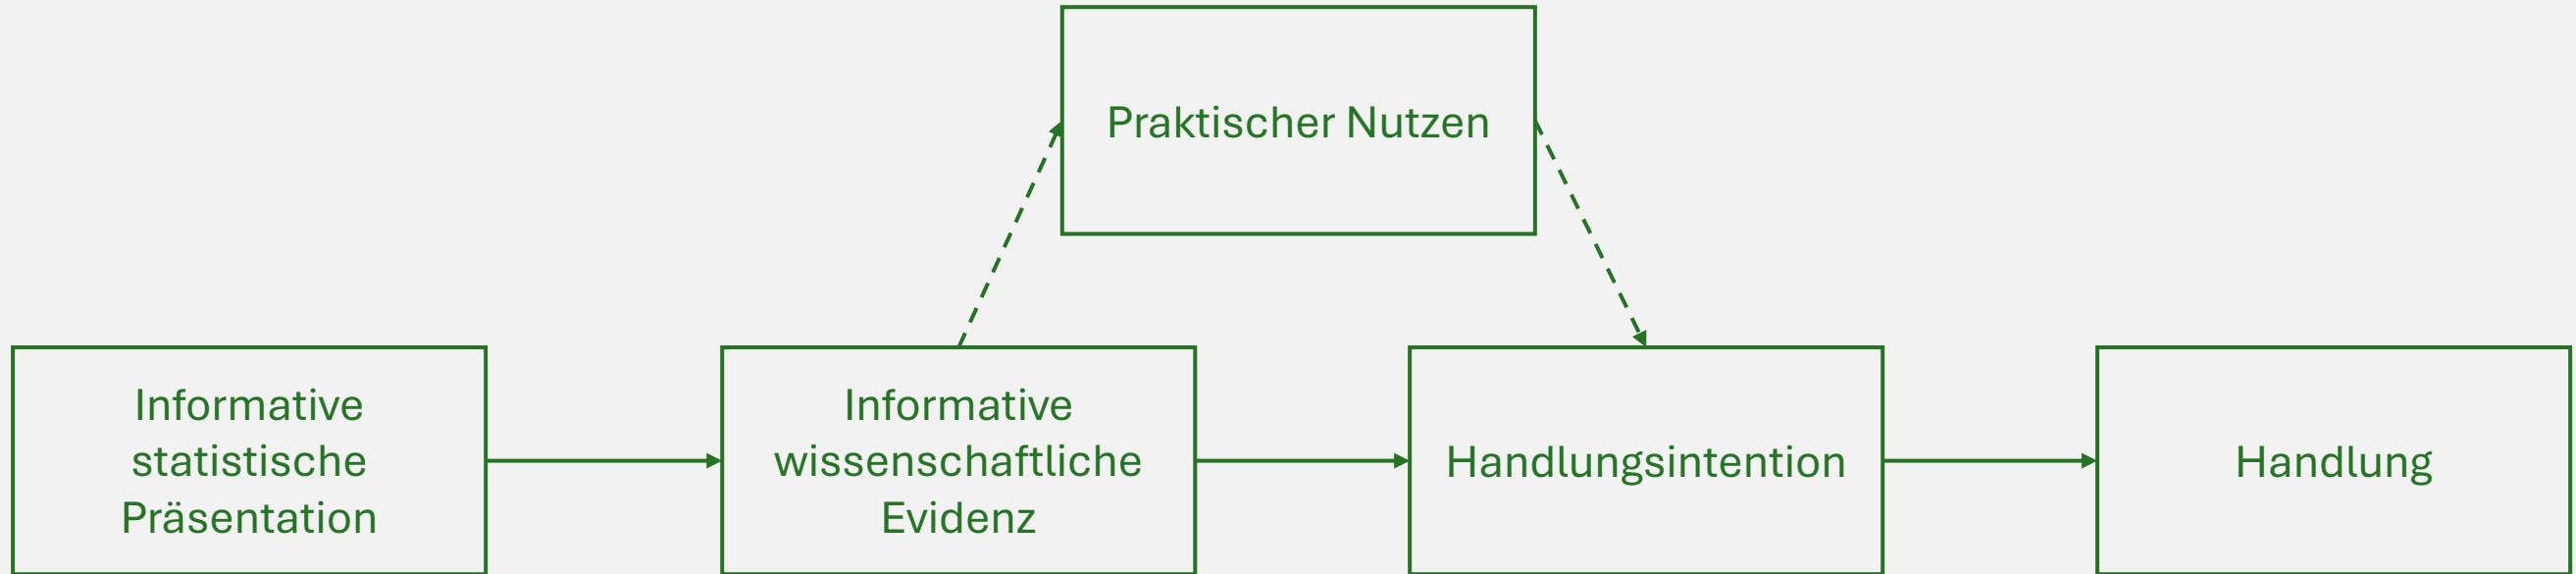 Praktischer Nutzen
Informative
statistische
Präsentation
Informative
wissenschaftliche
Evidenz
Handlungsintention
Handlung